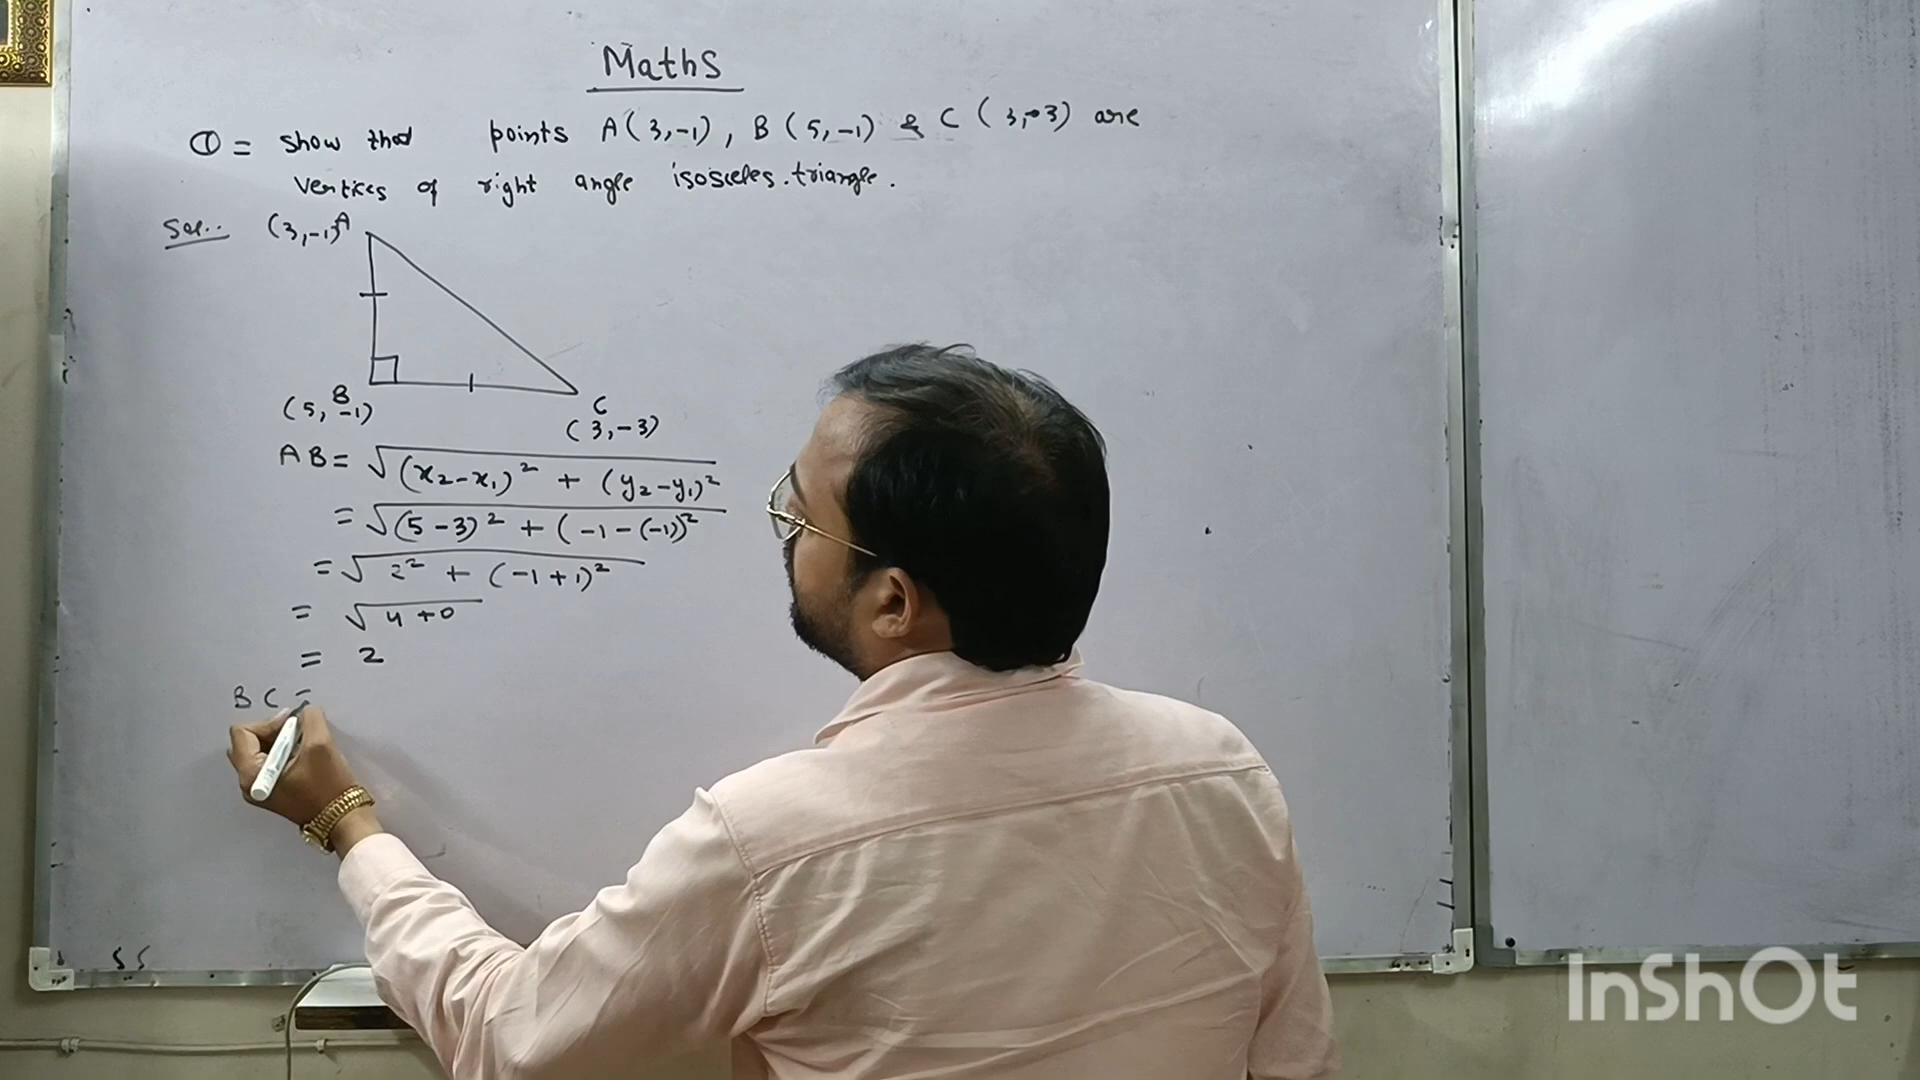 Maths
① = show that points A(3,-1), B(5,-1) & C(3,-3) are
vertices of right angle isosceles.triangle.
Sol..
(3,-1)A
B
(5,-1)
C
(3,-3)
AB = √(x₂-x₁)² + (y₂-y₁)²
= √(5-3)² + (-1-(-1))²
= √2² + (-1+1)²
= √4+0
= 2
BC =
InShOt